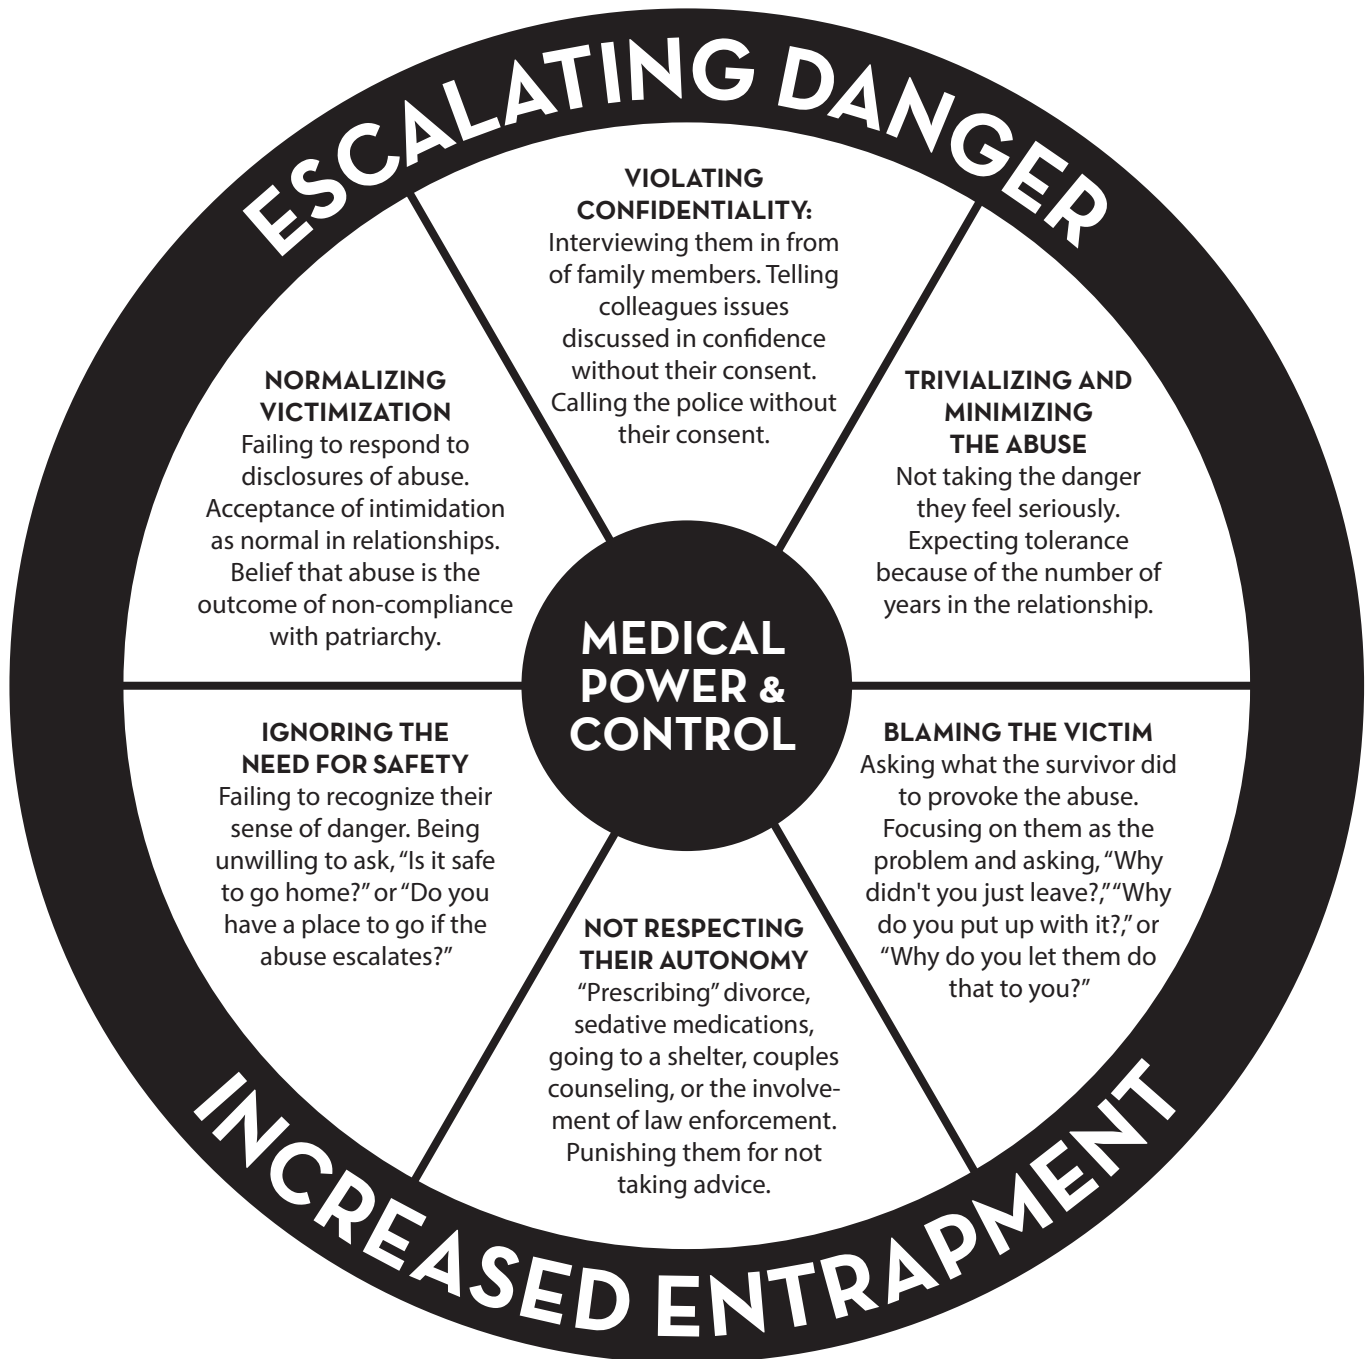 ESCALATING DANGER
VIOLATING
CONFIDENTIALITY:
Interviewing them in from
of family members. Telling
colleagues issues
discussed in confidence
without their consent.
Calling the police without
their consent.
TRIVIALIZING AND
MINIMIZING
THE ABUSE
Not taking the danger
they feel seriously.
Expecting tolerance
because of the number of
years in the relationship.
BLAMING THE VICTIM
Asking what the survivor did
to provoke the abuse.
Focusing on them as the
problem and asking, “Why
didn't you just leave?,” “Why
do you put up with it?,” or
“Why do you let them do
that to you?”
NOT RESPECTING
THEIR AUTONOMY
“Prescribing” divorce,
sedative medications,
going to a shelter, couples
counseling, or the involve-
ment of law enforcement.
Punishing them for not
taking advice.
IGNORING THE
NEED FOR SAFETY
Failing to recognize their
sense of danger. Being
unwilling to ask, “Is it safe
to go home?” or “Do you
have a place to go if the
abuse escalates?”
NORMALIZING
VICTIMIZATION
Failing to respond to
disclosures of abuse.
Acceptance of intimidation
as normal in relationships.
Belief that abuse is the
outcome of non-compliance
with patriarchy.
MEDICAL
POWER &
CONTROL
INCREASED ENTRAPMENT